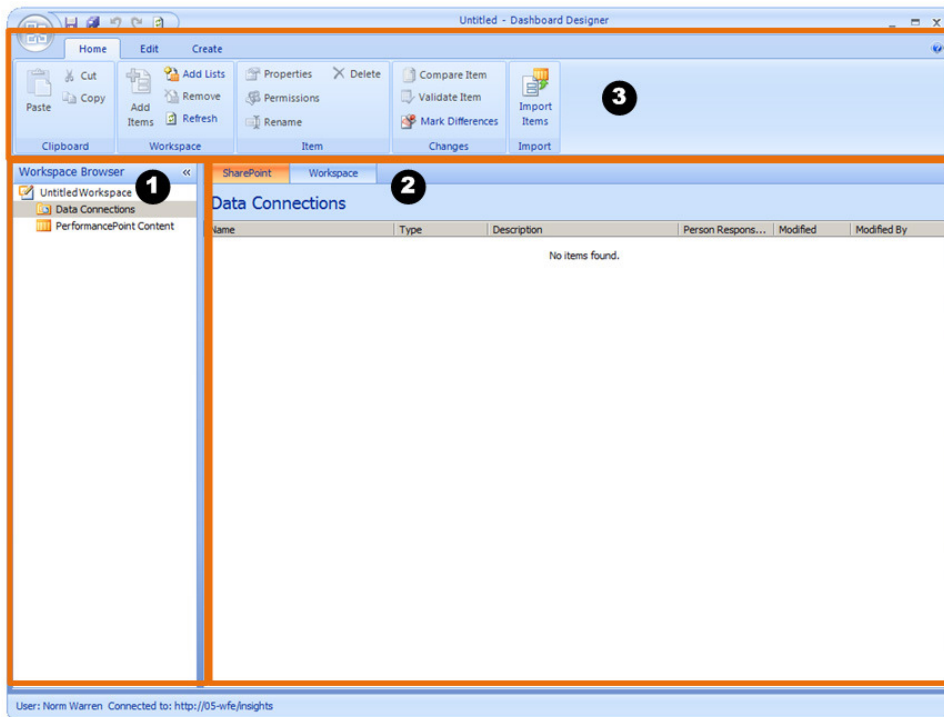 Untitled - Dashboard Designer
Home Edit Create
Paste Cut Copy Add Items Add Lists Remove Refresh Properties Delete Permissions Rename Compare Item Validate Item Mark Differences Import Items
3
Clipboard Workspace Item Changes Import
Workspace Browser «
1
Untitled Workspace
Data Connections
PerformancePoint Content
SharePoint Workspace
2
Data Connections
Name Type Description Person Respons... Modified Modified By
No items found.
User: Norm Warren Connected to: http://05-wfe/insights